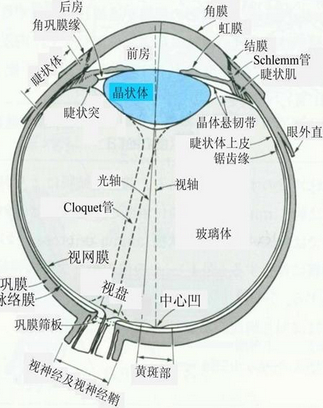 后房
角巩膜缘
睫状体
前房
角膜
虹膜
结膜
Schlemm管
睫状肌
晶状体
睫状突
晶体悬韧带
眼外直
睫状体上皮
锯齿缘
光轴
视轴
Cloquet管
玻璃体
视网膜
巩膜
脉络膜
视盘
中心凹
巩膜筛板
视神经及视神经鞘
黄斑部